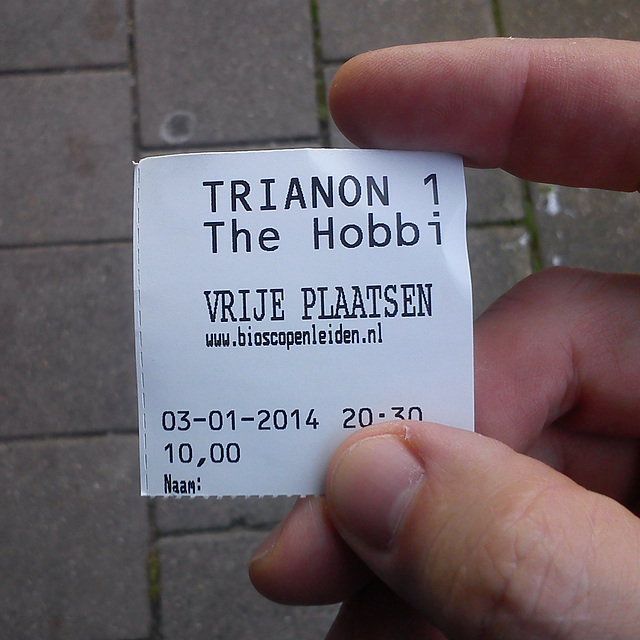 TRIANON 1
The Hobbi
VRIJE PLAATSEN
www.bioscopenleiden.nl
03-01-2014 20:30
10,00
Naam: